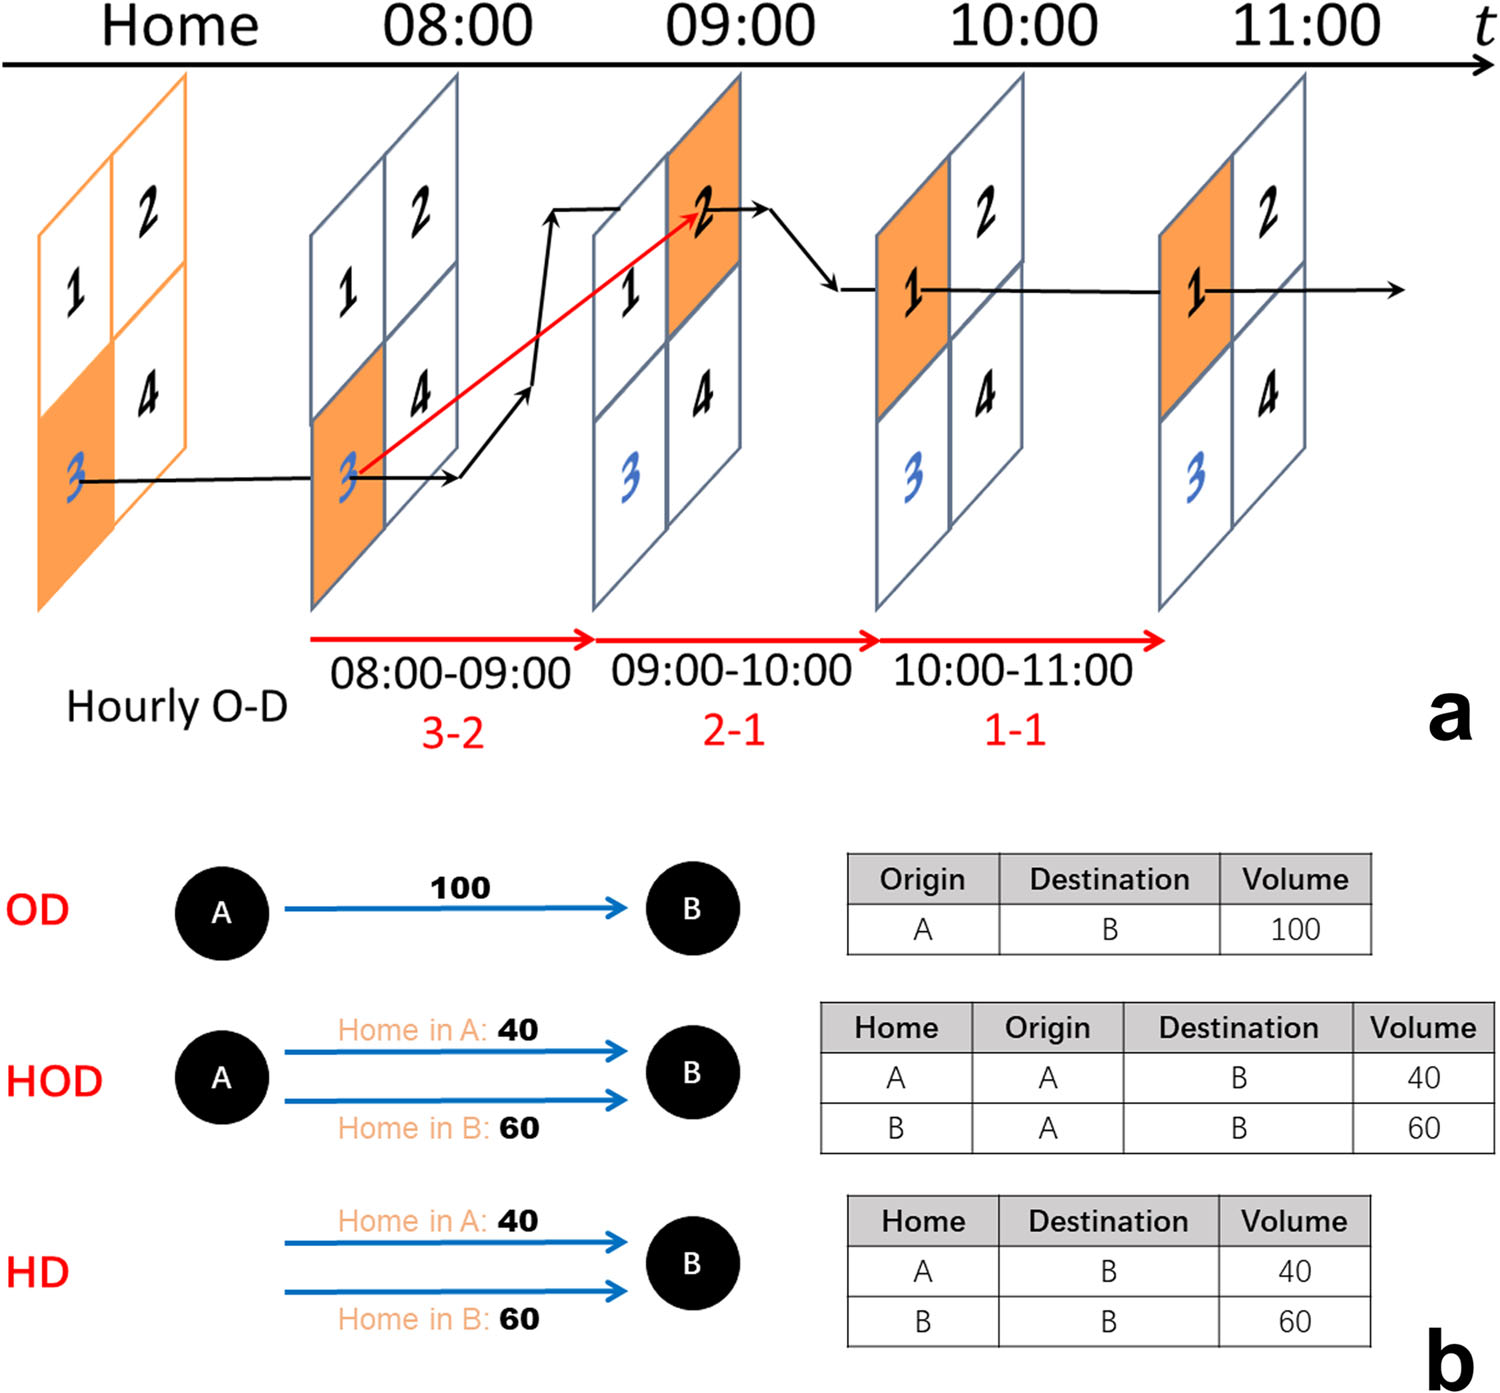 Home 08:00 09:00 10:00 11:00 t
1 2 3 4
1 2 3 4
1 2 3 4
1 2 3 4
1 2 3 4
Hourly O-D
08:00-09:00 09:00-10:00 10:00-11:00
3-2 2-1 1-1
a
OD
A 100 B
Origin Destination Volume
A B 100
HOD
A
Home in A: 40
Home in B: 60
B
Home Origin Destination Volume
A A B 40
B A B 60
HD
Home in A: 40
Home in B: 60
B
Home Destination Volume
A B 40
B B 60
b